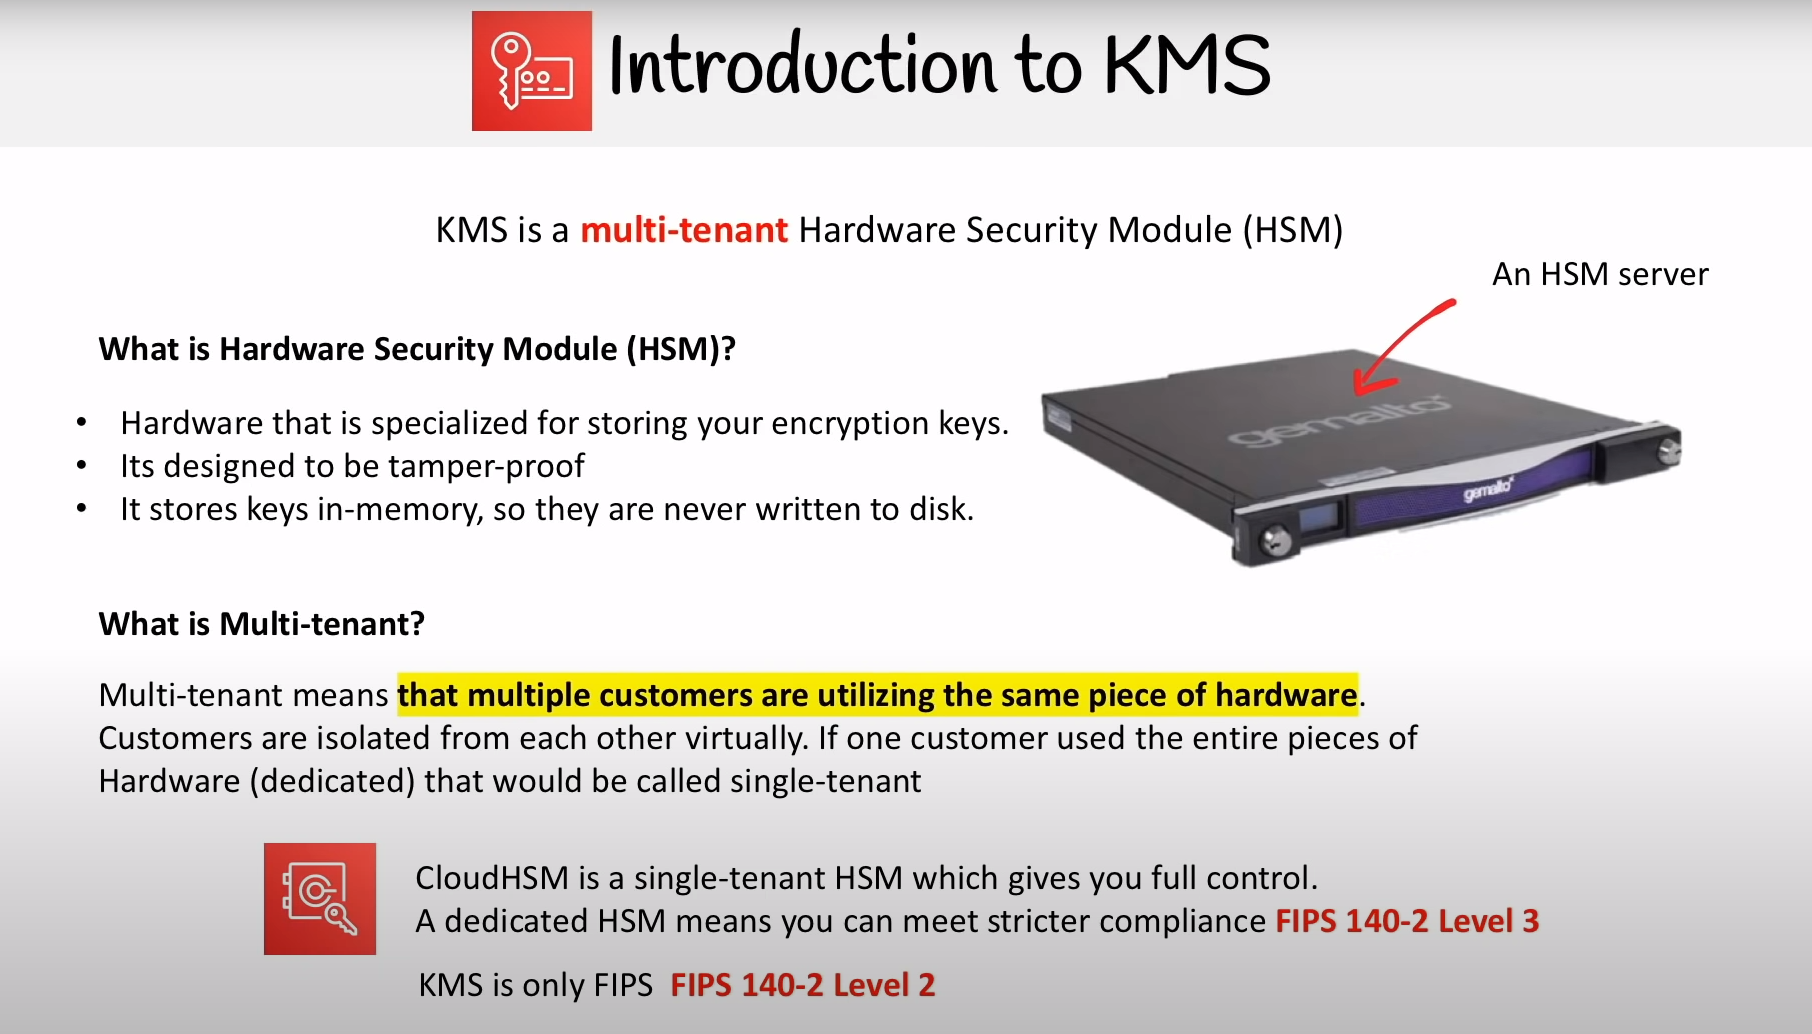 Introduction to KMS
KMS is a multi-tenant Hardware Security Module (HSM)
An HSM server
What is Hardware Security Module (HSM)?
• Hardware that is specialized for storing your encryption keys.
• Its designed to be tamper-proof
• It stores keys in-memory, so they are never written to disk.
gemalto
gemalto
What is Multi-tenant?
Multi-tenant means that multiple customers are utilizing the same piece of hardware.
Customers are isolated from each other virtually. If one customer used the entire pieces of
Hardware (dedicated) that would be called single-tenant
CloudHSM is a single-tenant HSM which gives you full control.
A dedicated HSM means you can meet stricter compliance FIPS 140-2 Level 3
KMS is only FIPS FIPS 140-2 Level 2